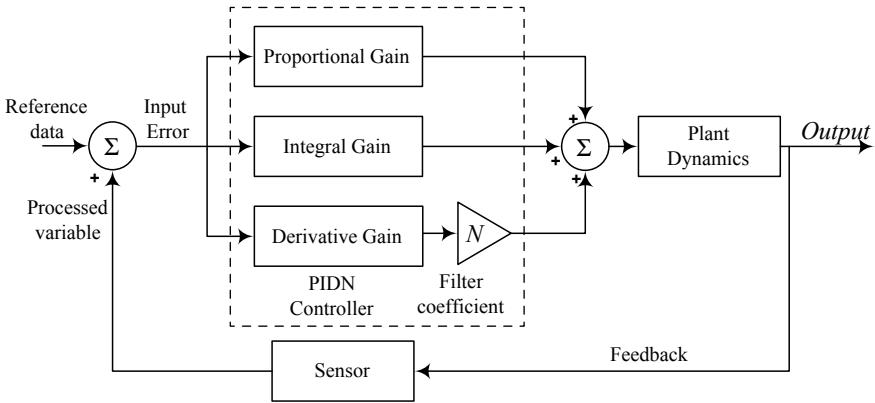 Reference
data
Σ
+
Input
Error
Processed
variable
Proportional Gain
Integral Gain
Derivative Gain
N
PIDN
Controller
Filter
coefficient
+
+
+
Σ
Plant
Dynamics
Output
Sensor
Feedback